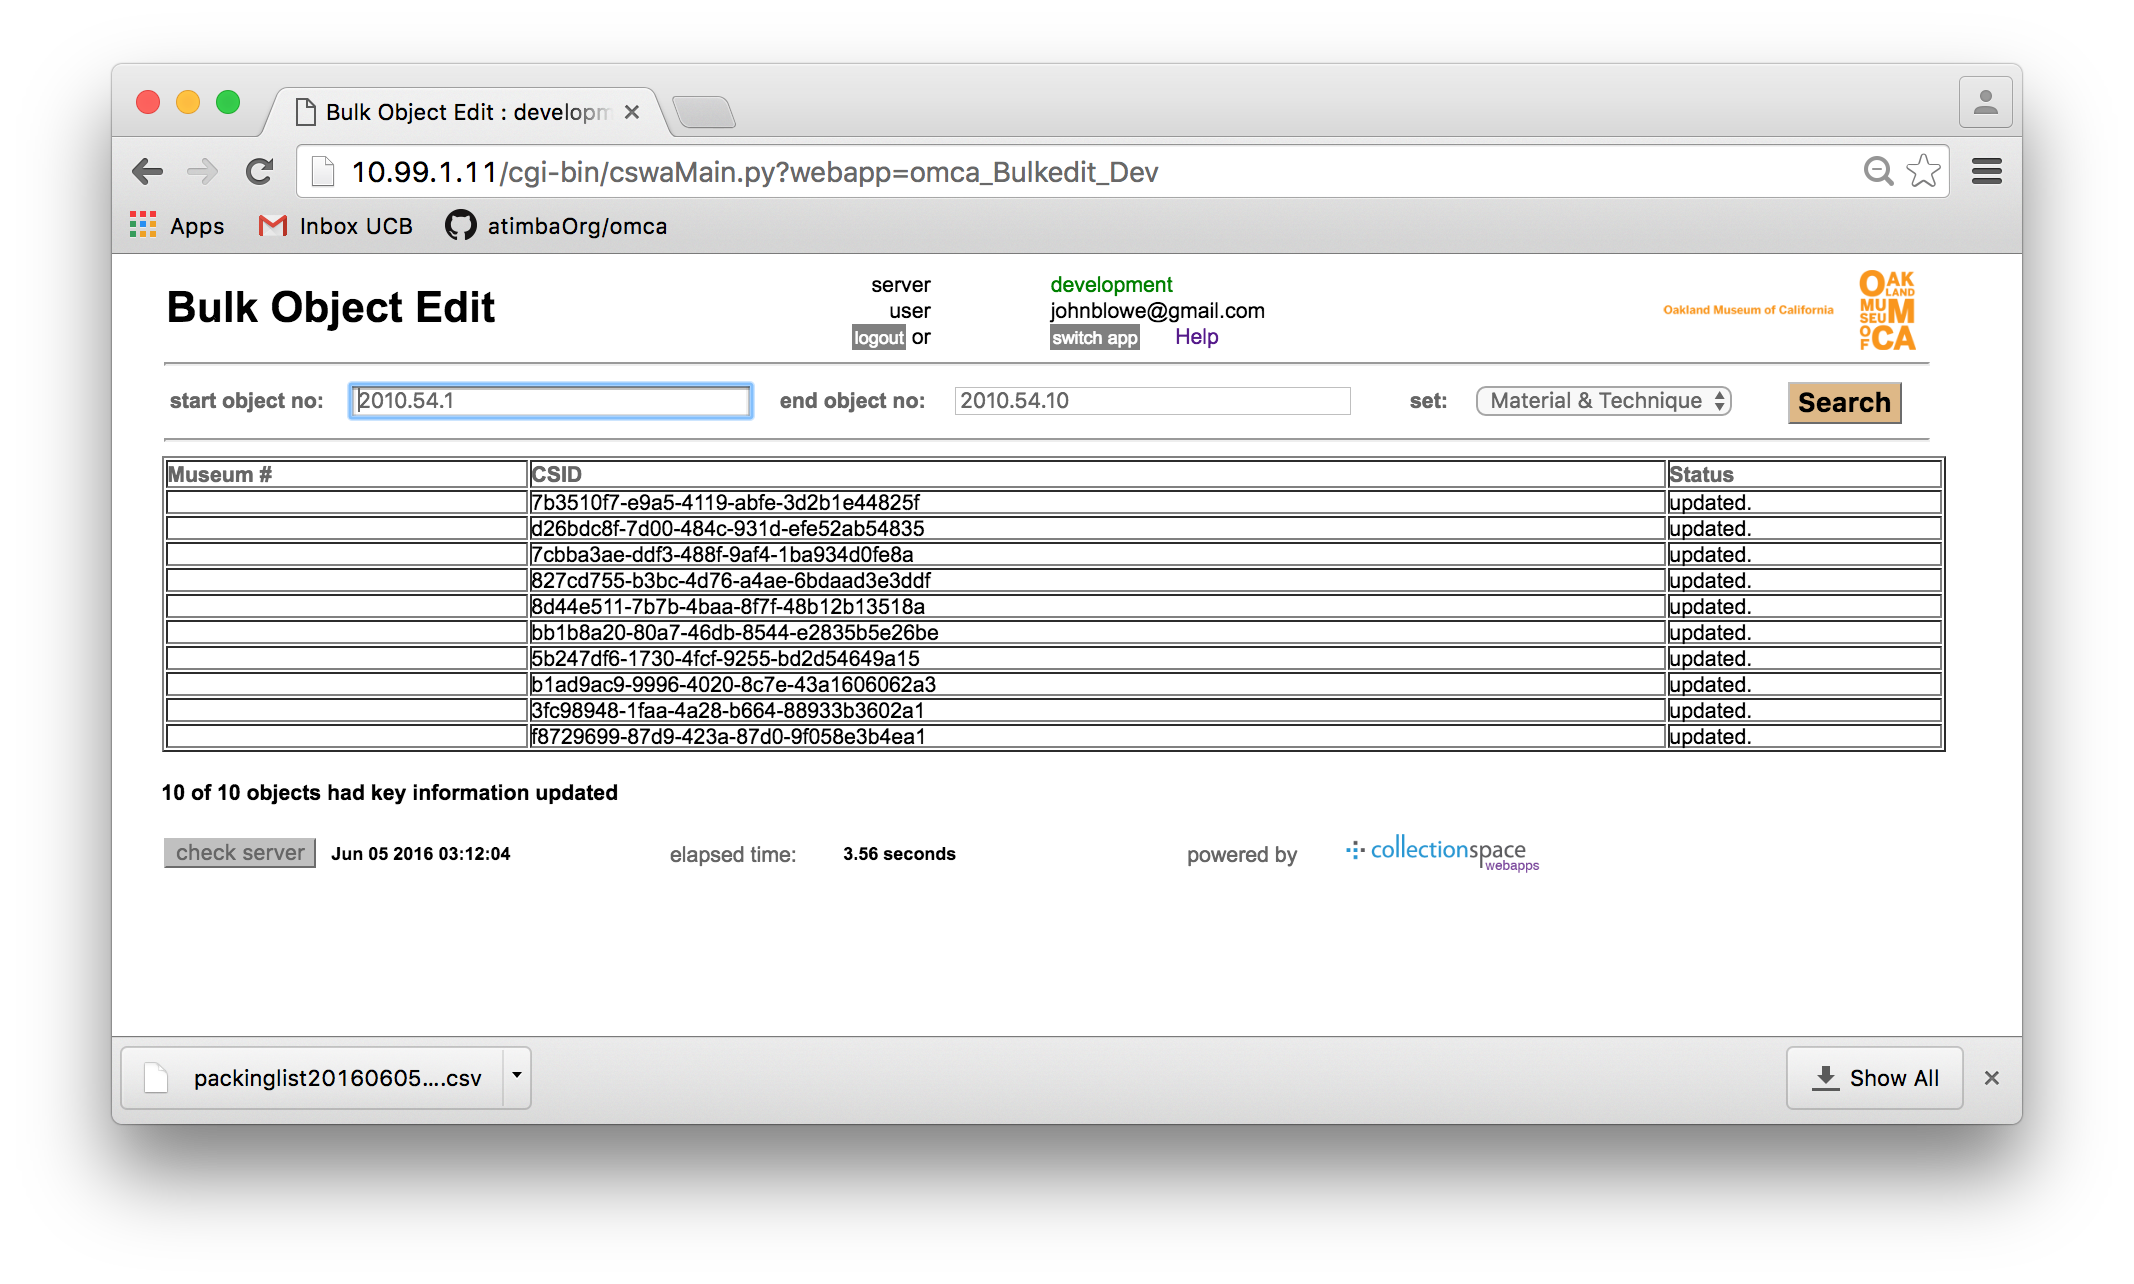 Bulk Object Edit : developm
10.99.1.11/cgi-bin/cswaMain.py?webapp=omca_Bulkedit_Dev
Apps Inbox UCB atimbaOrg/omca
Bulk Object Edit
server development
user johnblowe@gmail.com
logout or switch app Help
Oakland Museum of California
OAK
LAND
MU
SEUM
OF CA
start object no: 2010.54.1 end object no: 2010.54.10 set: Material & Technique Search
Museum # CSID Status
7b3510f7-e9a5-4119-abfe-3d2b1e44825f updated.
d26bdc8f-7d00-484c-931d-efe52ab54835 updated.
7cbba3ae-ddf3-488f-9af4-1ba934d0fe8a updated.
827cd755-b3bc-4d76-a4ae-6bdaad3e3ddf updated.
8d44e511-7b7b-4baa-8f7f-48b12b13518a updated.
bb1b8a20-80a7-46db-8544-e2835b5e26be updated.
5b247df6-1730-4fcf-9255-bd2d54649a15 updated.
b1ad9ac9-9996-4020-8c7e-43a1606062a3 updated.
3fc98948-1faa-4a28-b664-88933b3602a1 updated.
f8729699-87d9-423a-87d0-9f058e3b4ea1 updated.
10 of 10 objects had key information updated
check server Jun 05 2016 03:12:04 elapsed time: 3.56 seconds powered by collectionspace
webapps
packinglist20160605....csv Show All